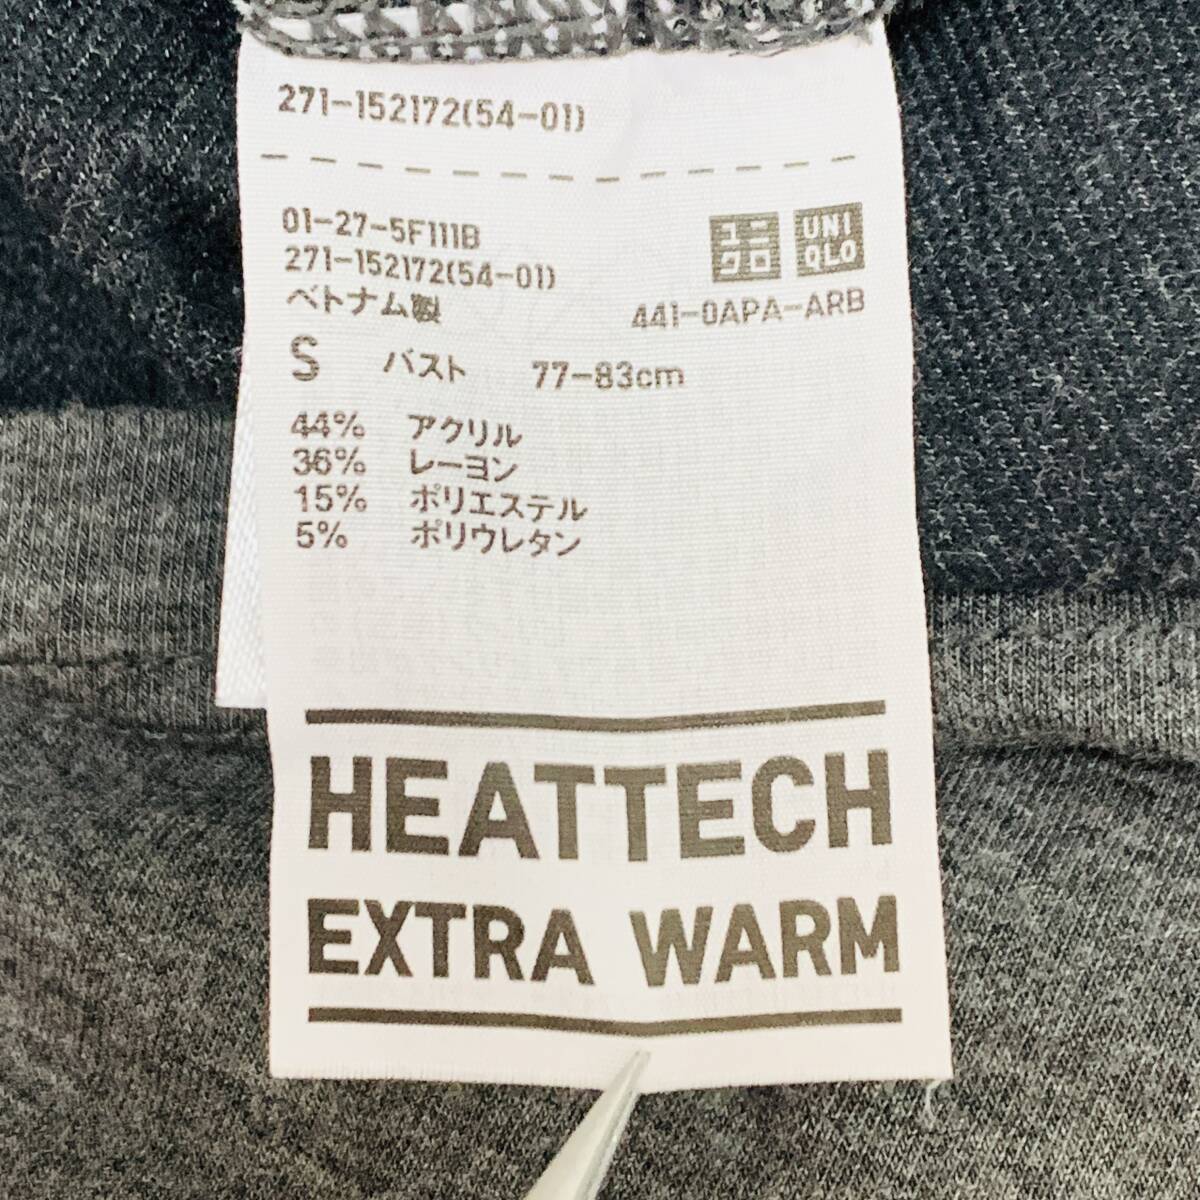 271-152172(54-01)
01-27-5F111B
271-152172(54-01)
ベトナム製
ユニクロ
UNIQLO
441-0APA-ARB
S バスト 77-83cm
44% アクリル
36% レーヨン
15% ポリエステル
5% ポリウレタン
HEATTECH
EXTRA WARM